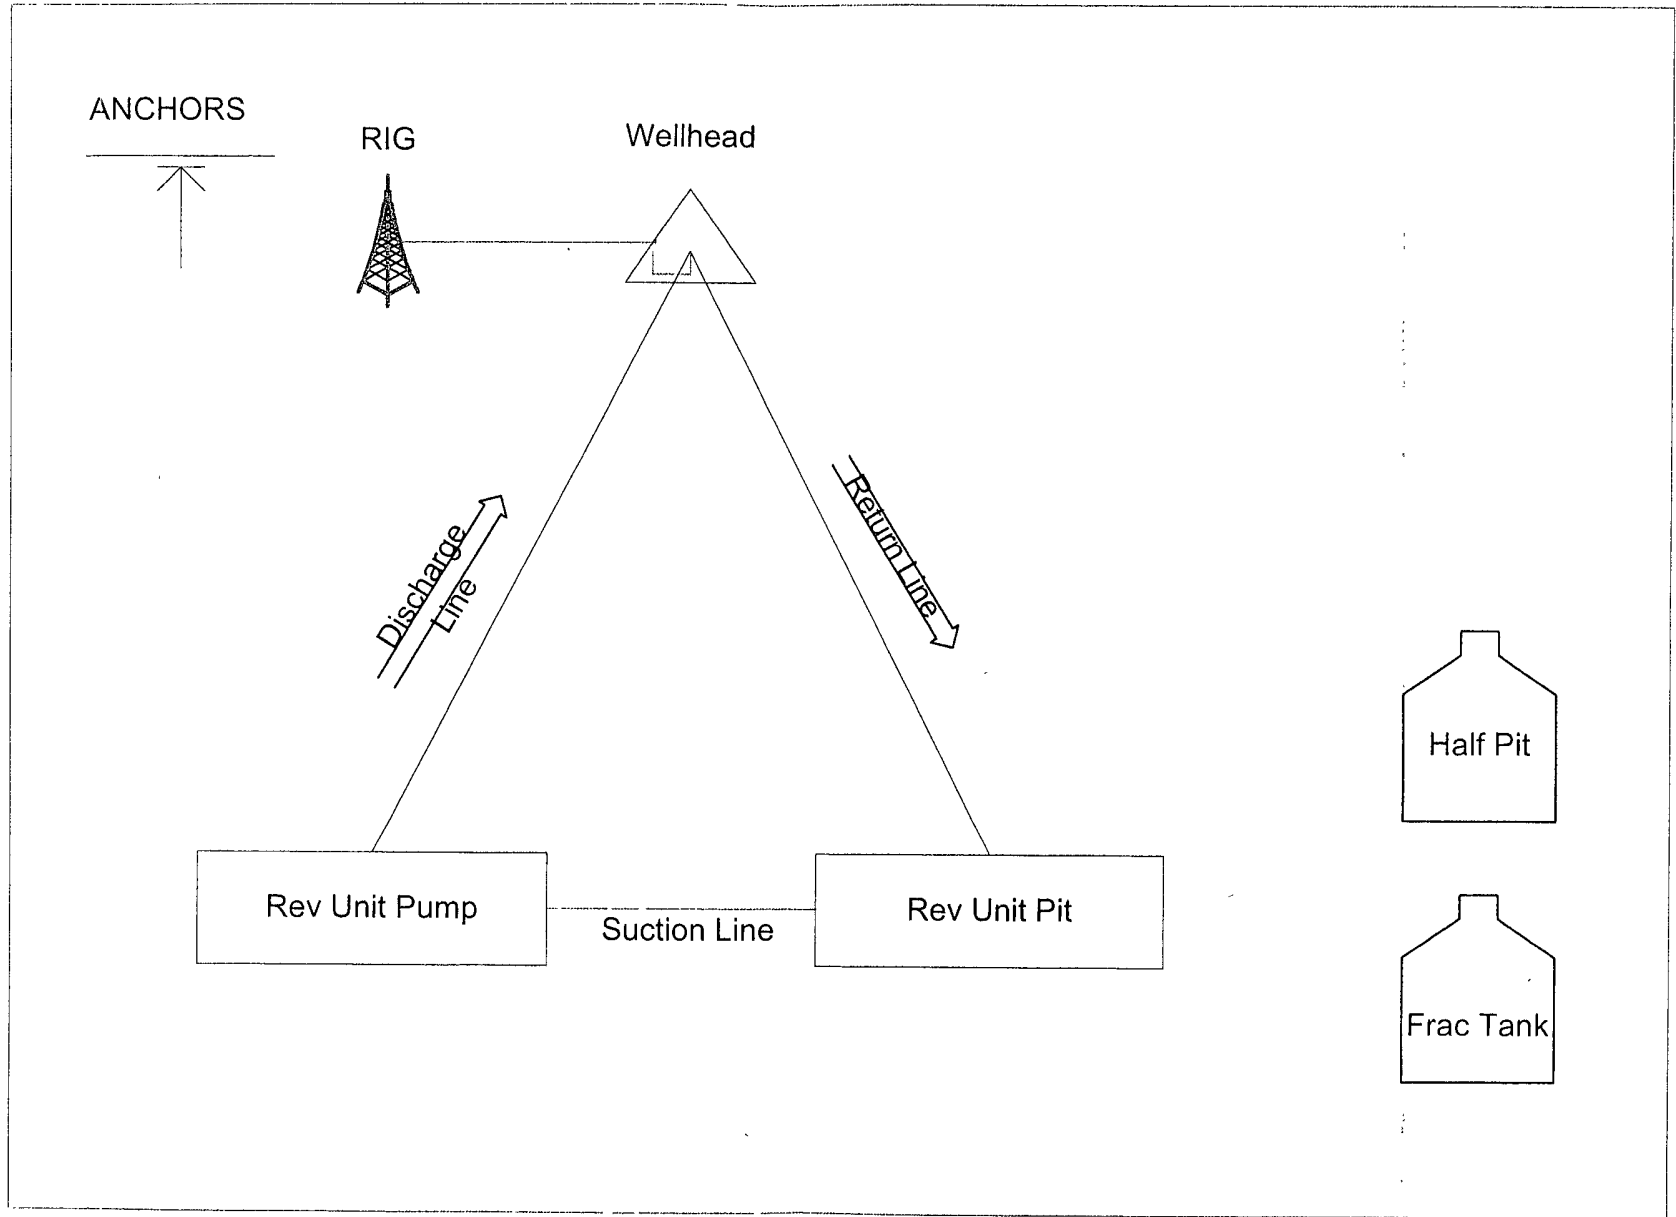 ANCHORS
RIG
Wellhead
Discharge
Line
Return Line
Half Pit
Rev Unit Pump
Suction Line
Rev Unit Pit
Frac Tank